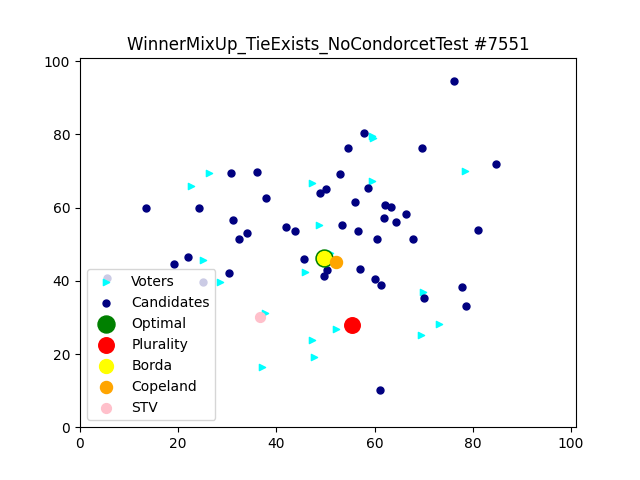 WinnerMixUp_TieExists_NoCondorcetTest #7551
100
80
60
40
20
0
Voters
Candidates
Optimal
Plurality
Borda
Copeland
STV
0 20 40 60 80 100